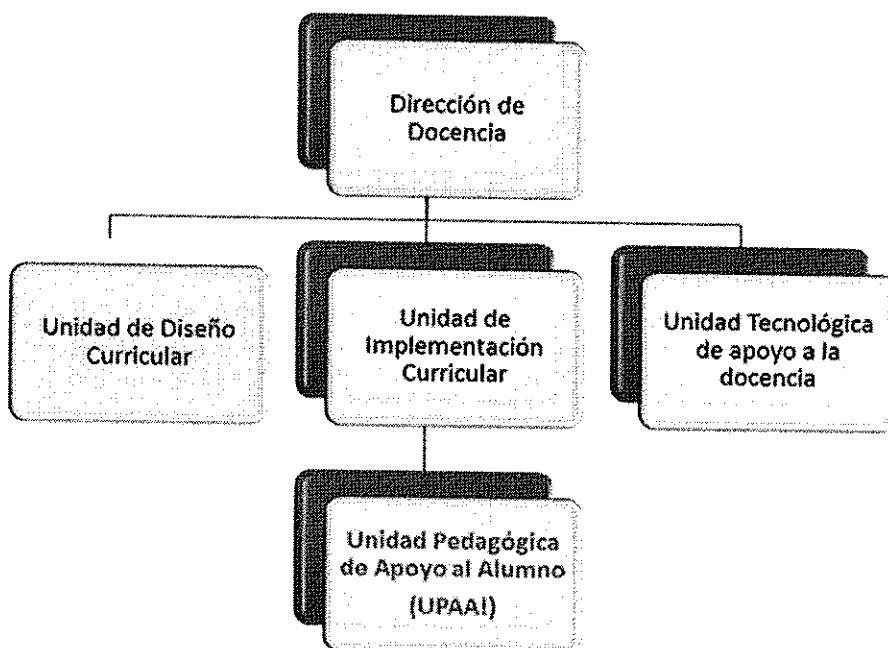 Dirección de
Docencia
Unidad de Diseño
Curricular
Unidad de
Implementación
Curricular
Unidad Tecnológica
de apoyo a la
docencia
Unidad Pedagógica
de Apoyo al Alumno
(UPAAl)